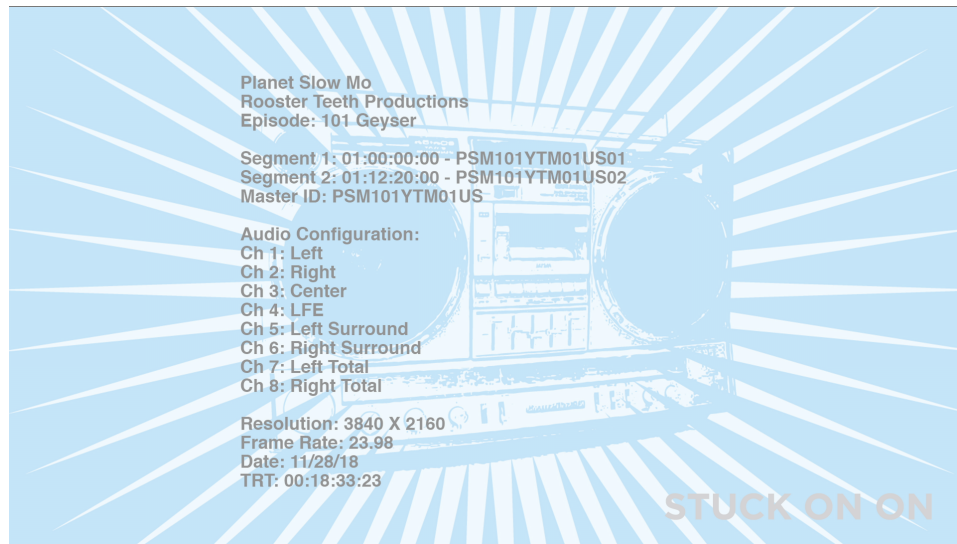 Planet Slow Mo
Rooster Teeth Productions
Episode: 101 Geyser
Segment 1: 01:00:00:00 - PSM101YTM01US01
Segment 2: 01:12:20:00 - PSM101YTM01US02
Master ID: PSM101YTM01US
Audio Configuration:
Ch 1: Left
Ch 2: Right
Ch 3: Center
Ch 4: LFE
Ch 5: Left Surround
Ch 6: Right Surround
Ch 7: Left Total
Ch 8: Right Total
Resolution: 3840 X 2160
Frame Rate: 23.98
Date: 11/28/18
TRT: 00:18:33:23
STUCK ON ON